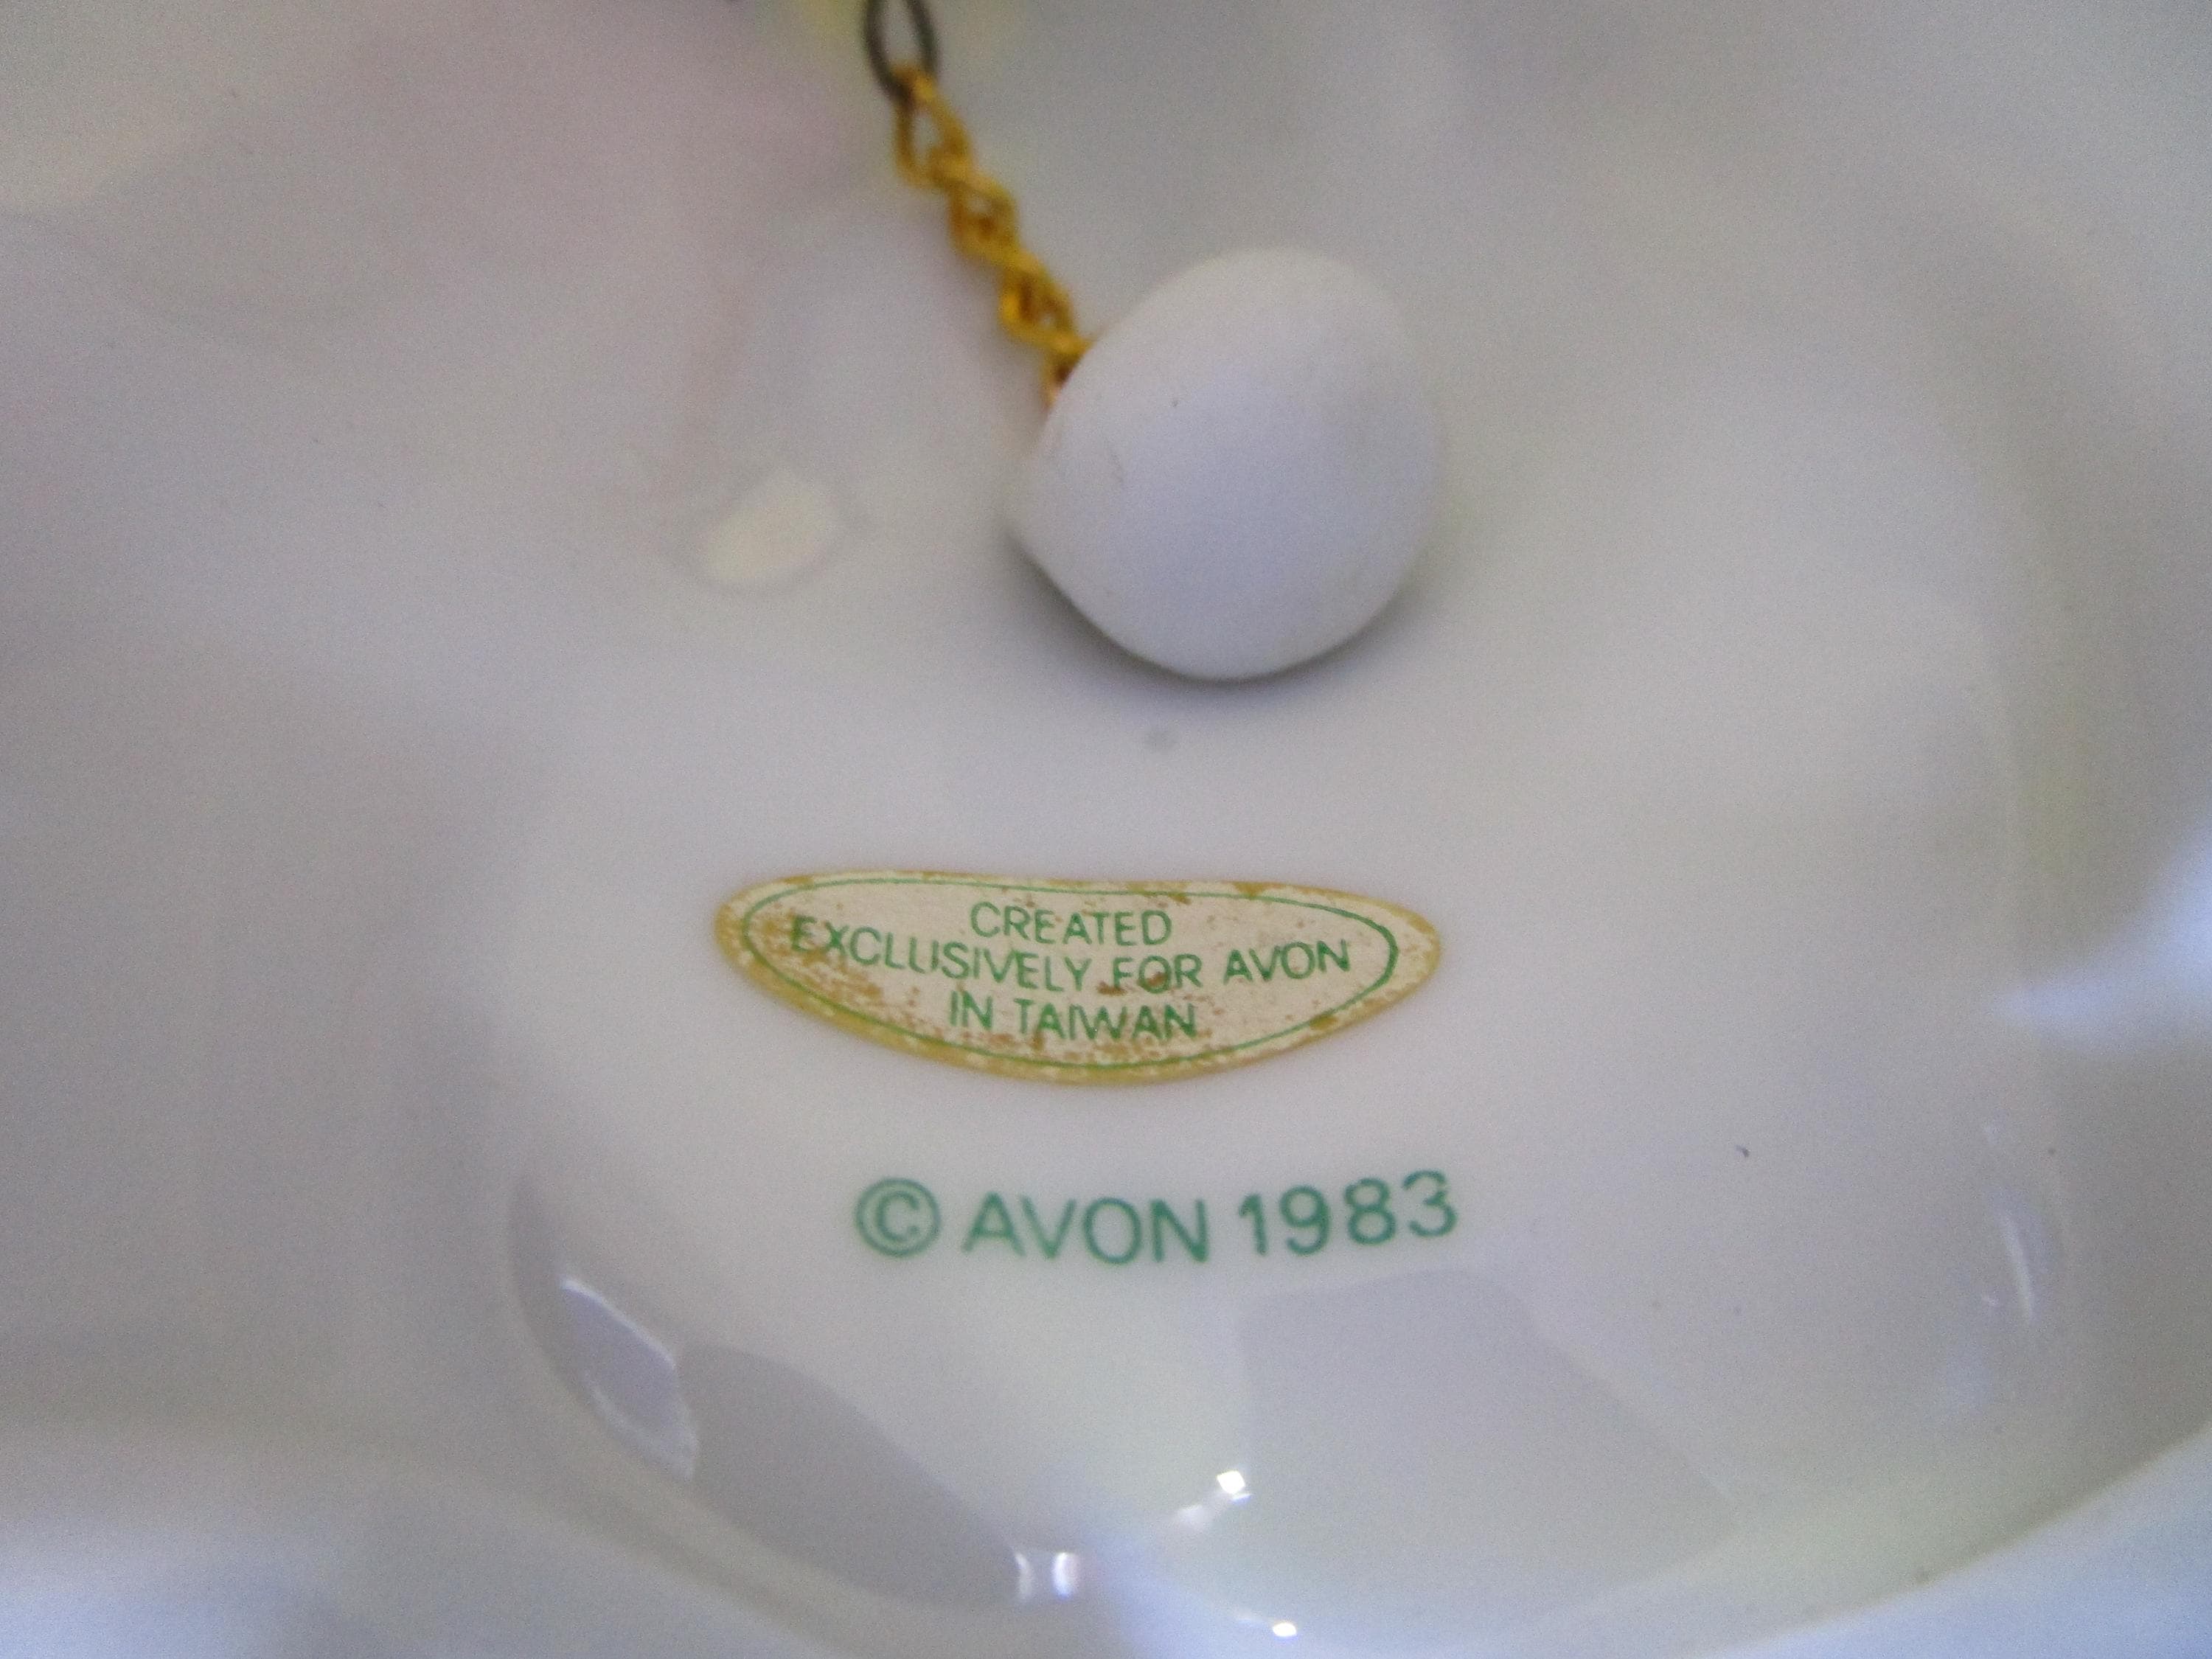 CREATED
EXCLUSIVELY FOR AVON
IN TAIWAN
© AVON 1983